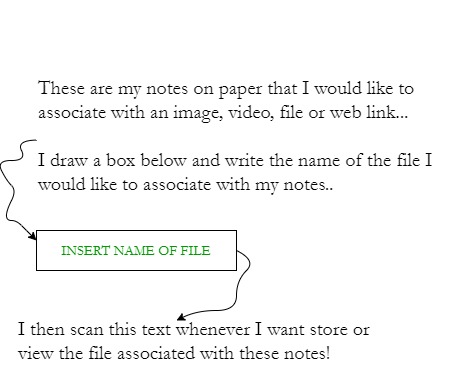 These are my notes on paper that I would like to
associate with an image, video, file or web link...
I draw a box below and write the name of the file I
would like to associate with my notes..
INSERT NAME OF FILE
I then scan this text whenever I want store or
view the file associated with these notes!